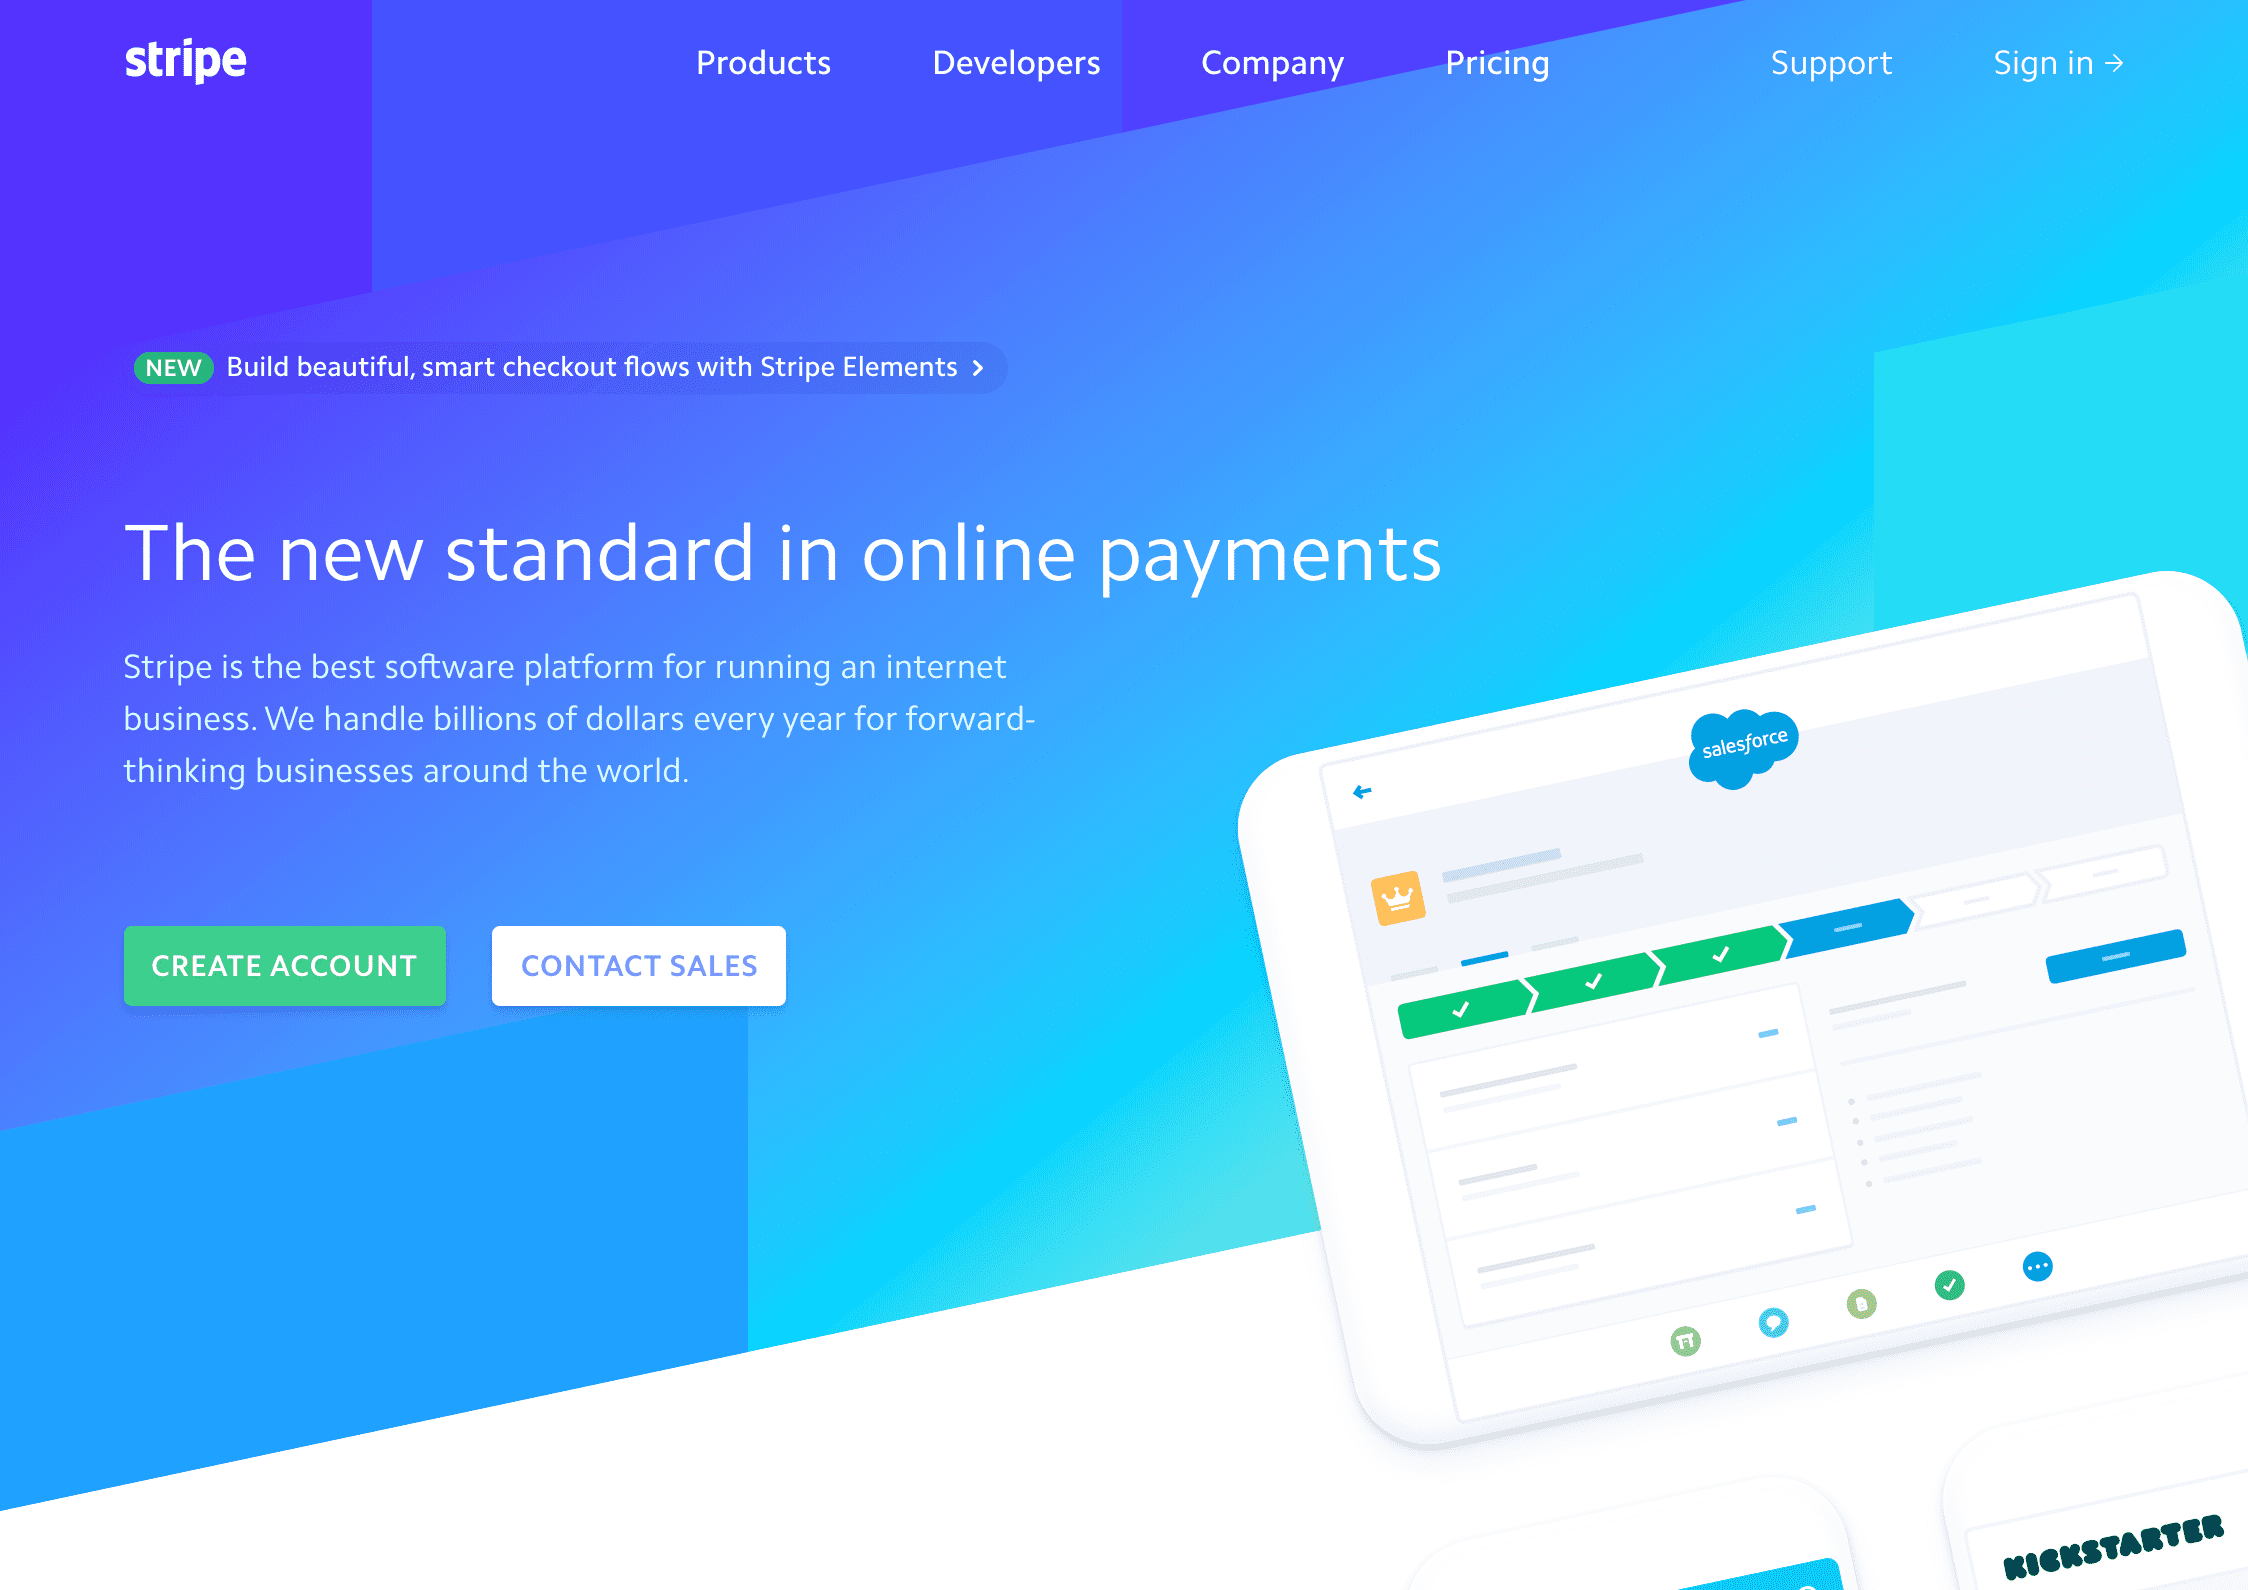 stripe
Products
Developers
Company
Pricing
Support
Sign in →
NEW Build beautiful, smart checkout flows with Stripe Elements
The new standard in online payments
Stripe is the best software platform for running an internet
business. We handle billions of dollars every year for forward-
thinking businesses around the world.
CREATE ACCOUNT
CONTACT SALES
salesforce
KICKSTARTER